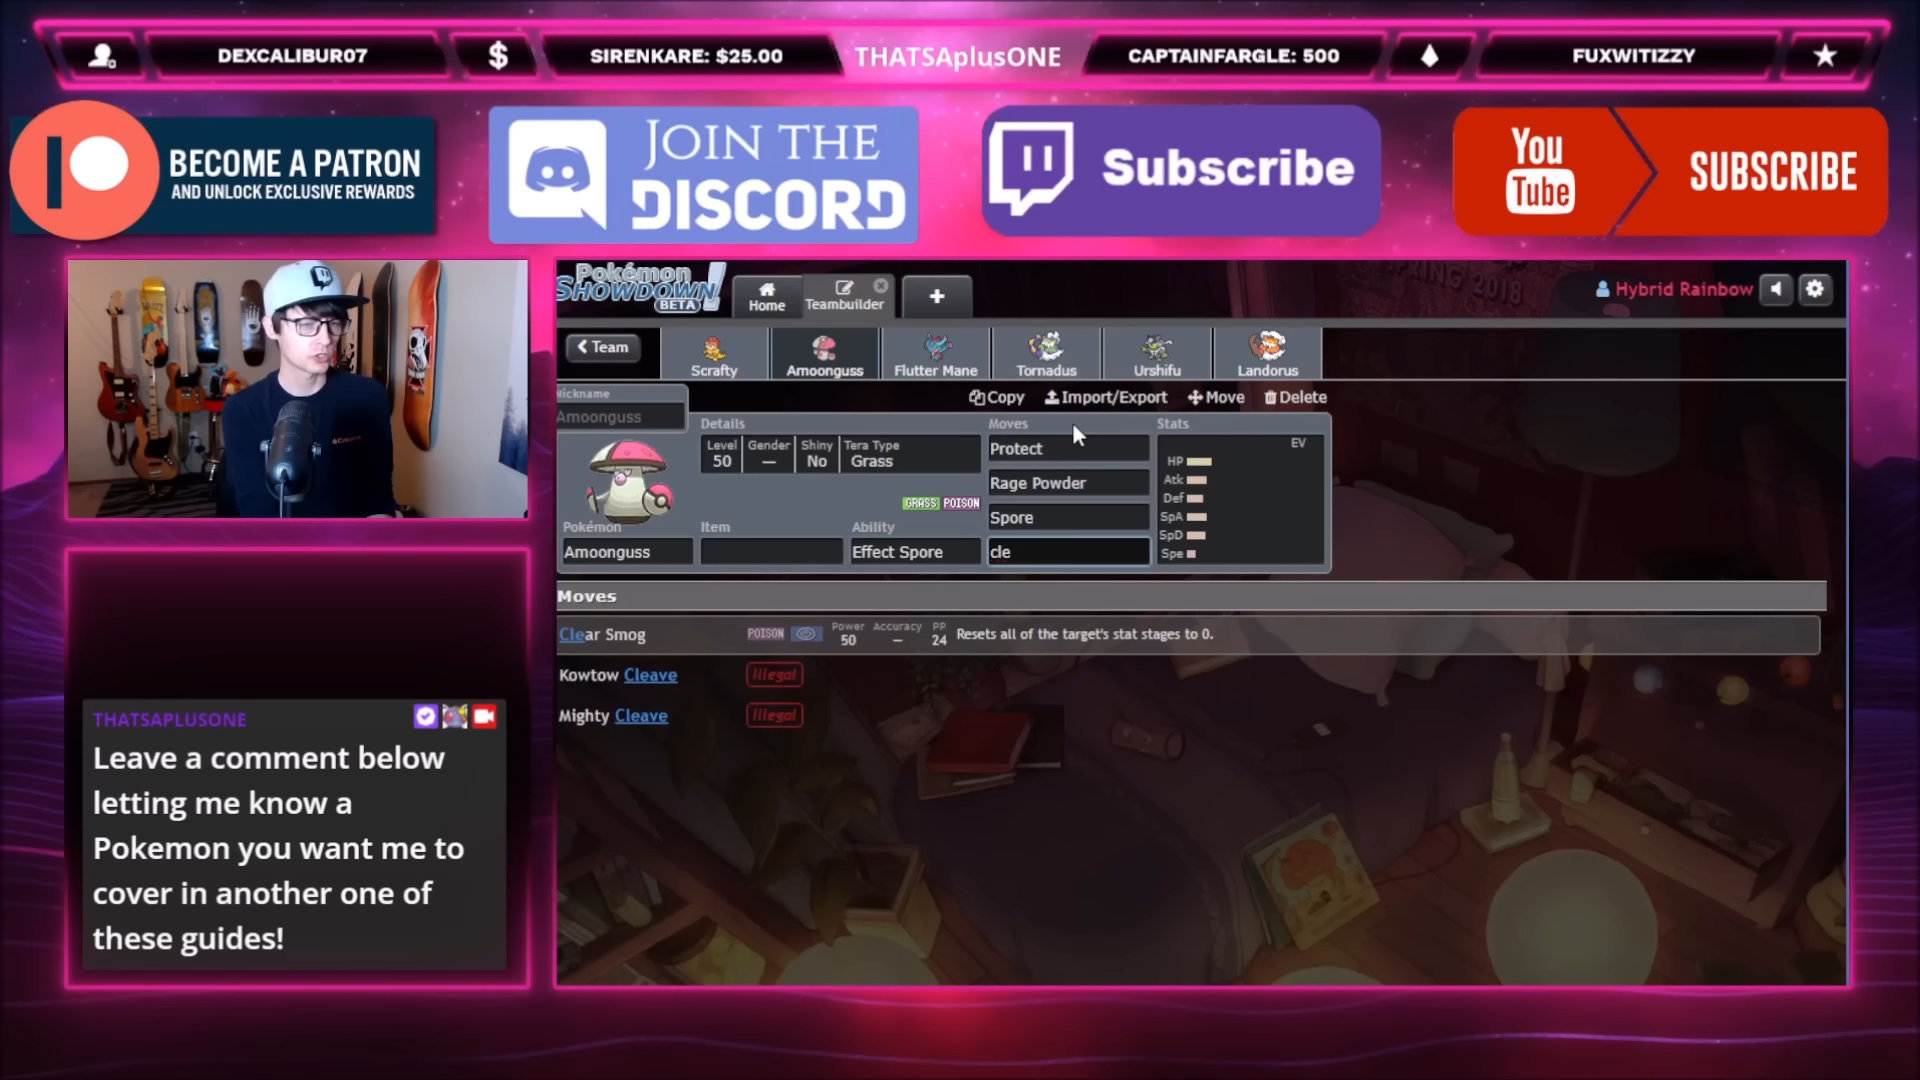 DEXCALIBUR07
$
SIRENKARE: $25.00
THATSAplusONE
CAPTAINFARGLE: 500
FUXWITIZZY
BECOME A PATRON
AND UNLOCK EXCLUSIVE REWARDS
JOIN THE
DISCORD
Subscribe
You
Tube
SUBSCRIBE
Pokémon
SHOWDOWN!
BETA
Home
Teambuilder
+
SPRING 2018
Hybrid Rainbow
Team
Scrafty
Amoonguss
Flutter Mane
Tornadus
Urshifu
Landorus
Copy
Import/Export
Move
Delete
Nickname
Amoonguss
Details
Level
50
Gender
—
Shiny
No
Tera Type
Grass
GRASS POISON
Pokémon
Amoonguss
Item
Ability
Effect Spore
Moves
Protect
Rage Powder
Spore
cle
Stats
EV
HP
Atk
Def
SpA
SpD
Spe
Moves
Clear Smog POISON Power 50 Accuracy — PP 24 Resets all of the target's stat stages to 0.
Kowtow Cleave Illegal
Mighty Cleave Illegal
THATSAPLUSONE
Leave a comment below
letting me know a
Pokemon you want me to
cover in another one of
these guides!